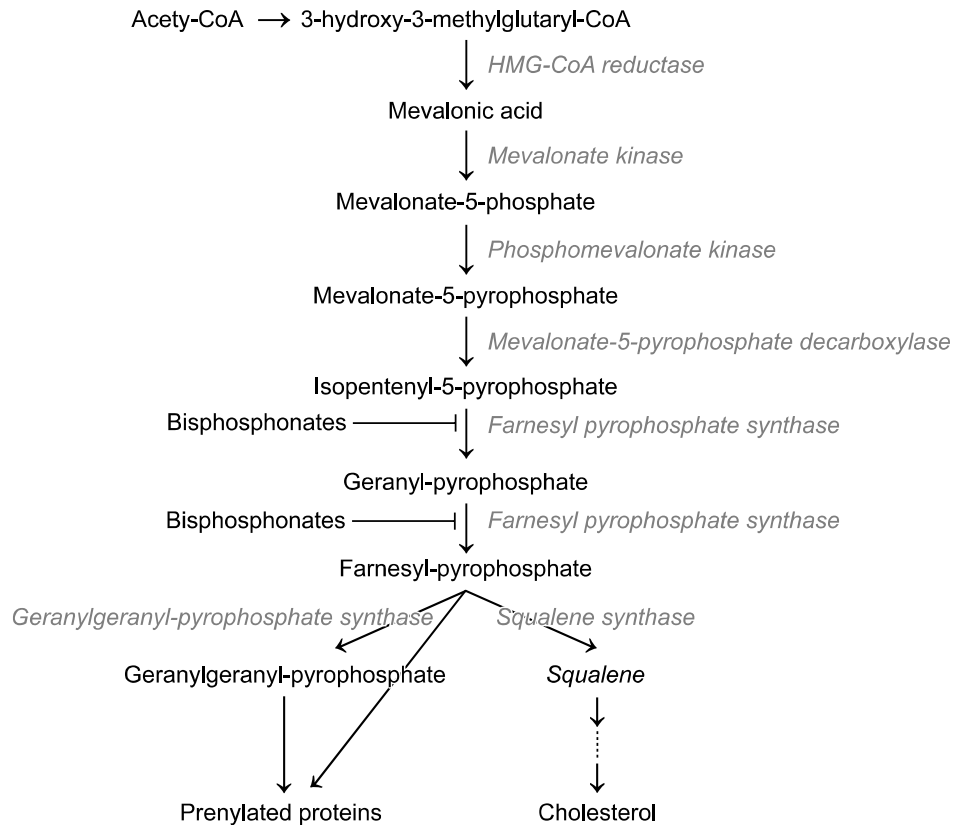 Acety-CoA → 3-hydroxy-3-methylglutaryl-CoA
HMG-CoA reductase
Mevalonic acid
Mevalonate kinase
Mevalonate-5-phosphate
Phosphomevalonate kinase
Mevalonate-5-pyrophosphate
Mevalonate-5-pyrophosphate decarboxylase
Isopentenyl-5-pyrophosphate
Bisphosphonates Farnesyl pyrophosphate synthase
Geranyl-pyrophosphate
Bisphosphonates Farnesyl pyrophosphate synthase
Farnesyl-pyrophosphate
Geranylgeranyl-pyrophosphate synthase Squalene synthase
Geranylgeranyl-pyrophosphate Squalene
Prenylated proteins Cholesterol